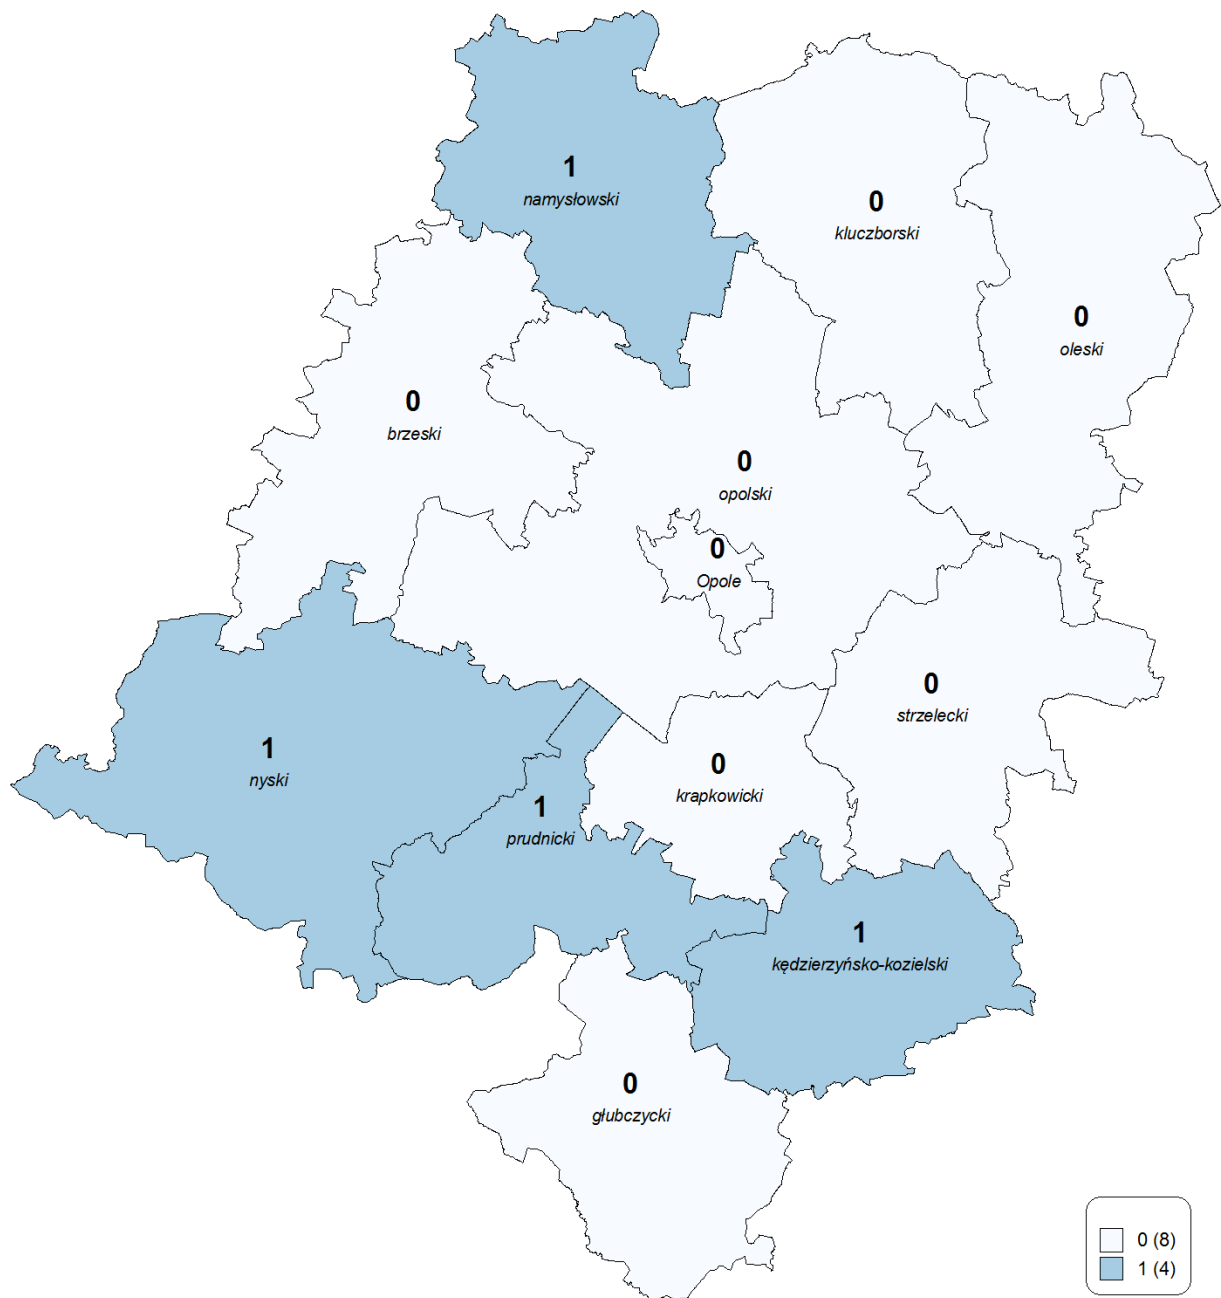 1
namysłowski
0
kluczborski
0
oleski
0
brzeski
0
opolski
0
Opole
0
strzelecki
1
nyski
0
krapkowicki
1
prudnicki
1
kędzierzyńsko-kozielski
0
głubczycki
0 (8)
1 (4)